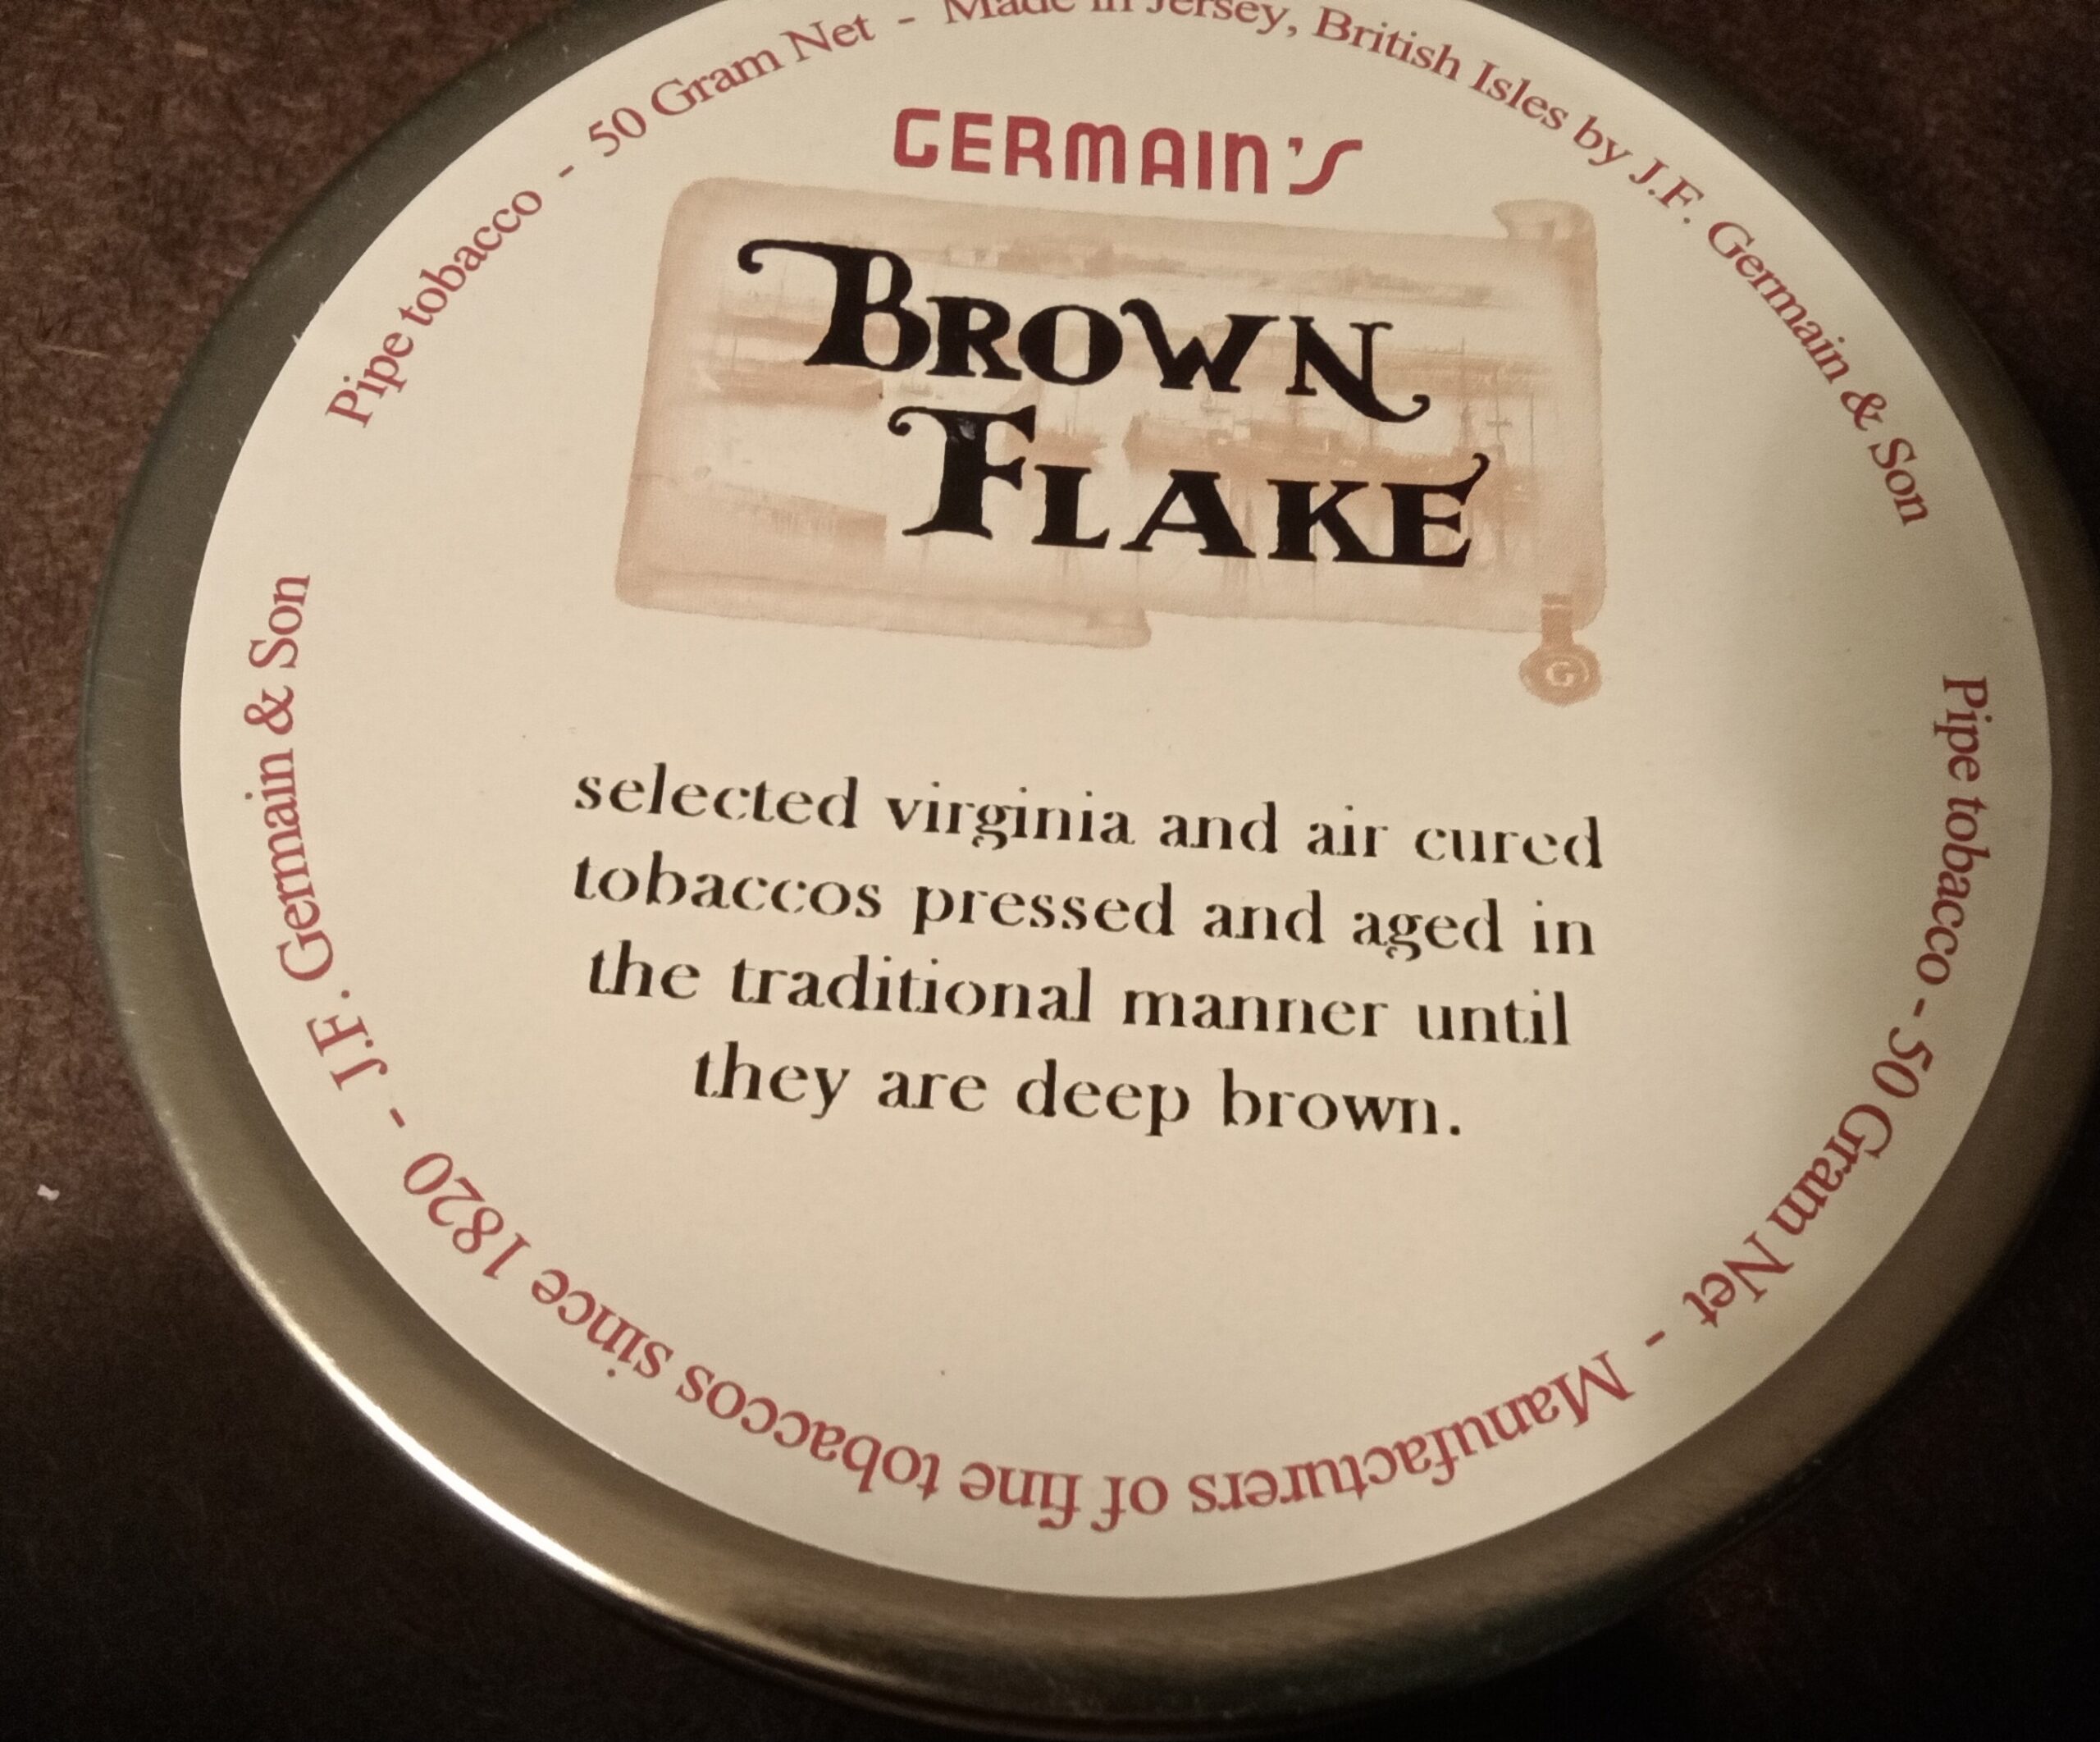 Pipe tobacco - 50 Gram Net - Made in Jersey, British Isles by J.F. Germain & Son
GERMAIN'S
BROWN
FLAKE
G
selected virginia and air cured
tobaccos pressed and aged in
the traditional manner until
they are deep brown.
Pipe tobacco - 50 Gram Net - Manufacturers of fine tobaccos since 1820 - J.F. Germain & Son